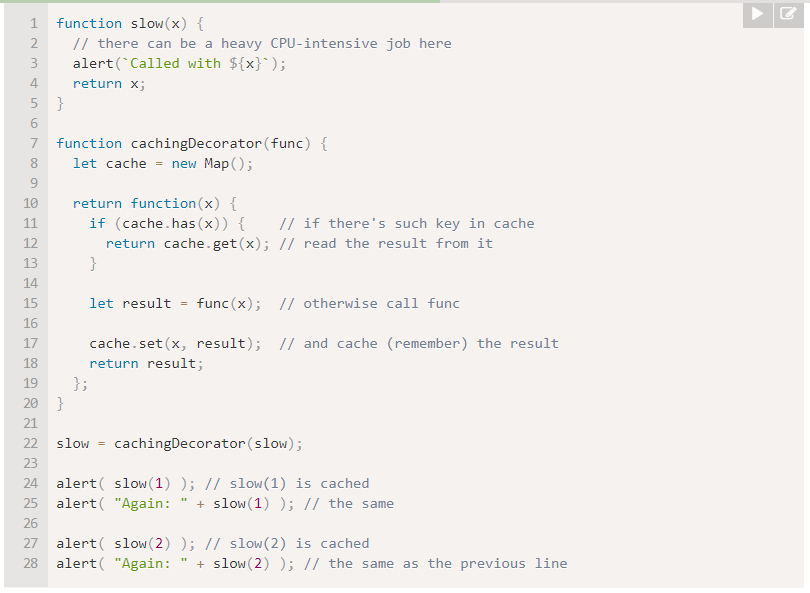 1 function slow(x) {
2   // there can be a heavy CPU-intensive job here
3   alert(`Called with ${x}`);
4   return x;
5 }
6
7 function cachingDecorator(func) {
8   let cache = new Map();
9
10   return function(x) {
11     if (cache.has(x)) {    // if there's such key in cache
12       return cache.get(x); // read the result from it
13     }
14
15     let result = func(x);  // otherwise call func
16
17     cache.set(x, result);  // and cache (remember) the result
18     return result;
19   };
20 }
21
22 slow = cachingDecorator(slow);
23
24 alert( slow(1) ); // slow(1) is cached
25 alert( "Again: " + slow(1) ); // the same
26
27 alert( slow(2) ); // slow(2) is cached
28 alert( "Again: " + slow(2) ); // the same as the previous line